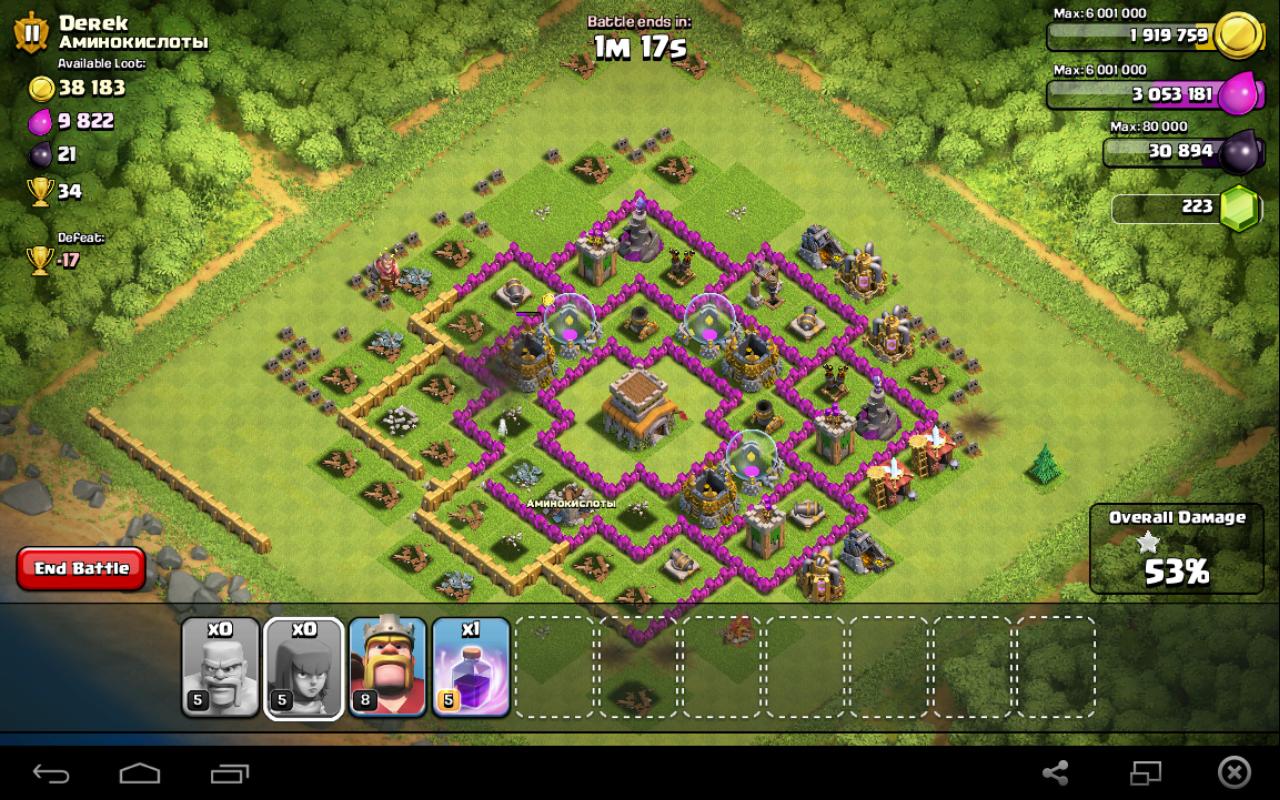 Derek
Аминокислоты
Available Loot:
38 183
9 822
21
34
Defeat:
-17
Battle ends in:
1m 17s
Max: 6 001 000
1 919 759
Max: 6 001 000
3 053 181
Max: 80 000
30 894
223
Аминокислоты
Overall Damage
53%
End Battle
x0
5
x0
5
8
x1
5